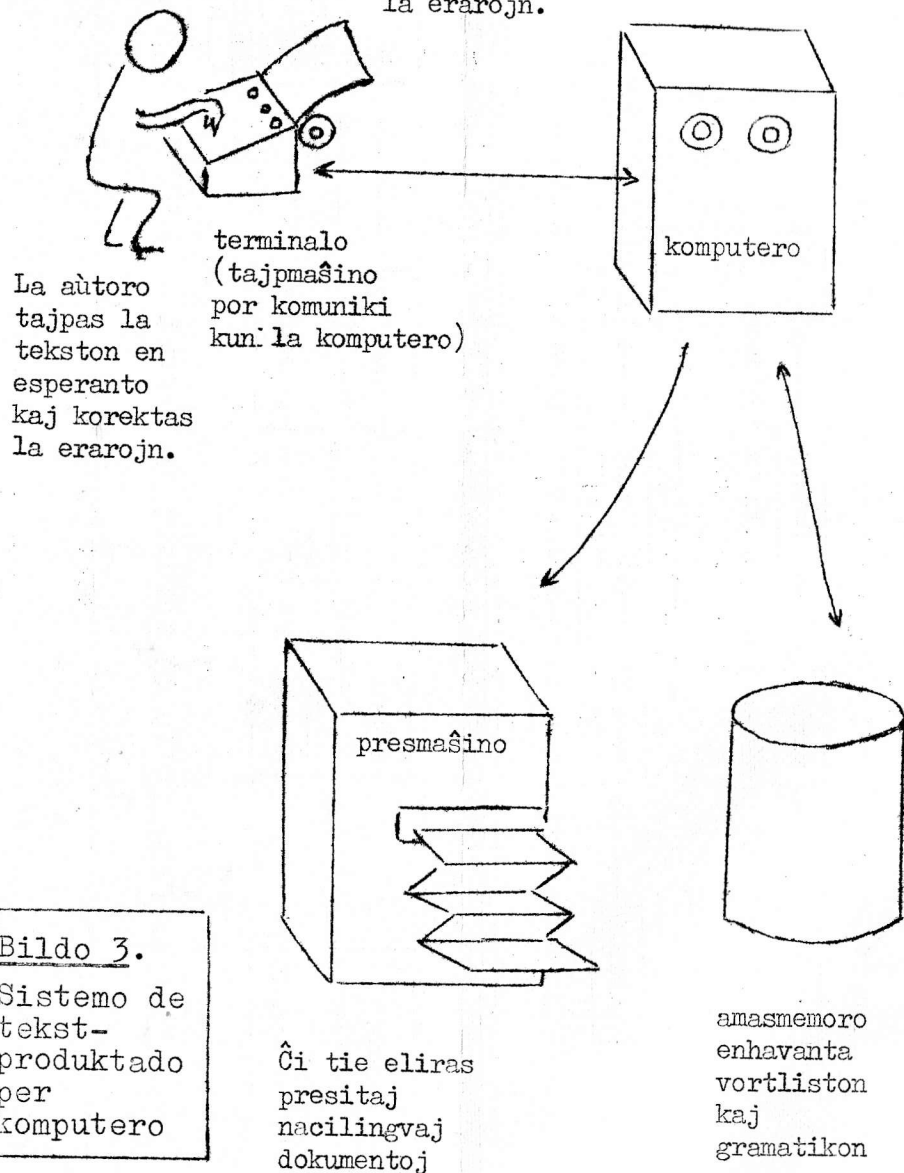 la erarojn.
terminalo
(tajpmaŝino
por komuniki
kun la komputero)
komputero
La aùtoro
tajpas la
tekston en
esperanto
kaj korektas
la erarojn.
presmaŝino
Bildo 3.
Sistemo de
tekst-
produktado
per
komputero
Ĉi tie eliras
presitaj
nacilingvaj
dokumentoj
amasmemoro
enhavanta
vortliston
kaj
gramatikon